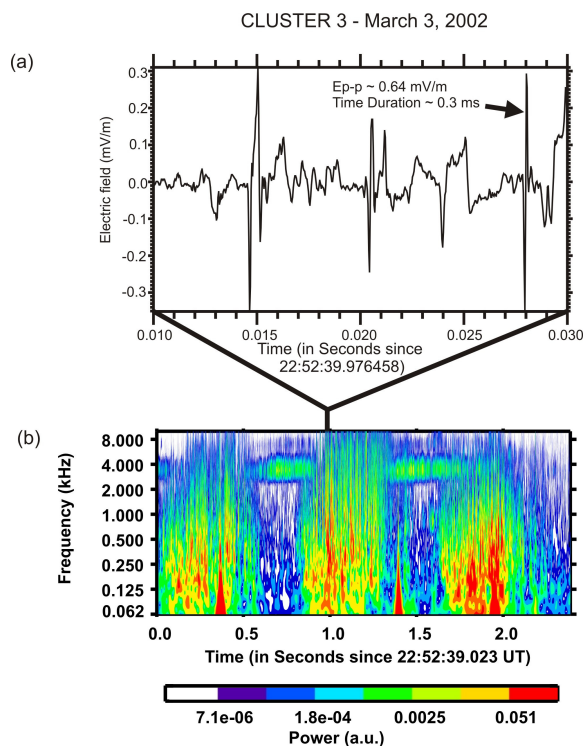 CLUSTER 3 - March 3, 2002
(a)
Ep-p ~ 0.64 mV/m
Time Duration ~ 0.3 ms
Electric field (mV/m)
0.3
0.2
0.1
0.0
-0.1
-0.2
-0.3
0.010 0.015 0.020 0.025 0.030
Time (in Seconds since
22:52:39.976458)
(b)
Frequency (kHz)
8.000
4.000
2.000
1.000
0.500
0.250
0.125
0.062
0.0 0.5 1.0 1.5 2.0
Time (in Seconds since 22:52:39.023 UT)
7.1e-06 1.8e-04 0.0025 0.051
Power (a.u.)